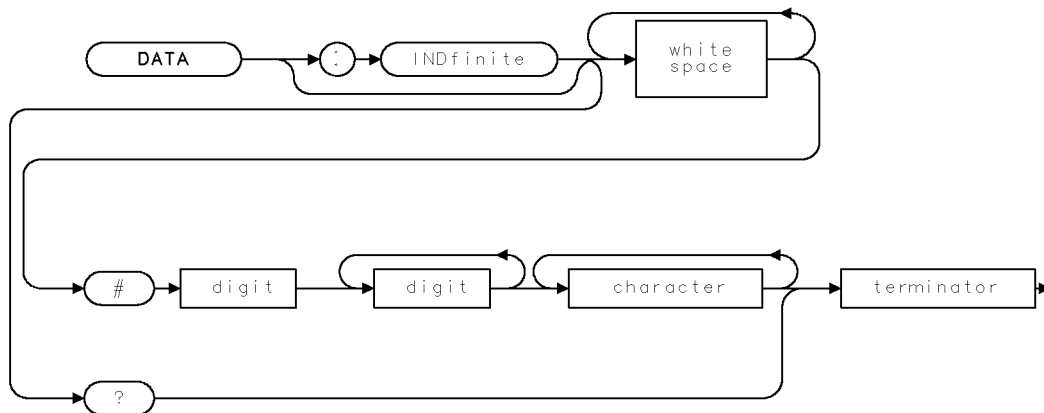 DATA : INDfinite white
space
# digit digit character terminator
?